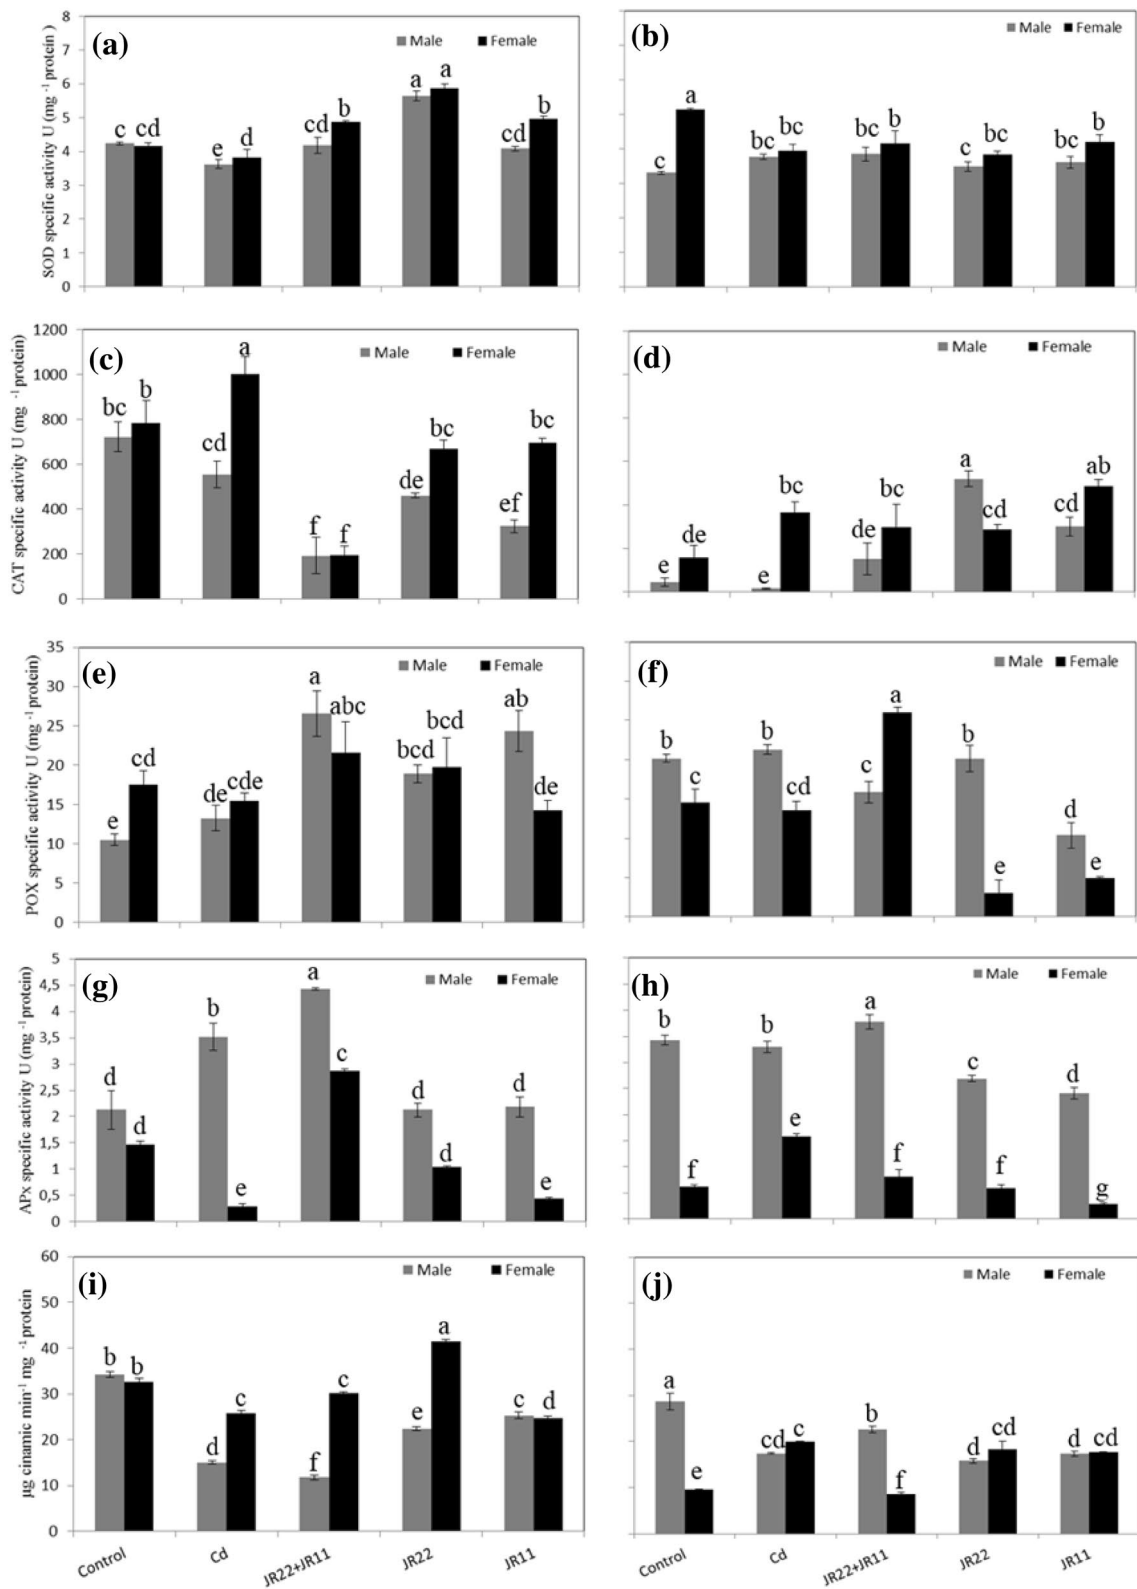 (a)
Male Female
SOD specific activity U (mg -1 protein)
8
7
6
5
4
3
2
1
0
c cd e d cd b a a cd b
(b)
Male Female
c a bc bc bc b c bc bc b
(c)
Male Female
CAT specific activity U (mg -1 protein)
1200
1000
800
600
400
200
0
bc b cd a f f de bc ef bc
(d)
Male Female
e de e bc de bc a cd cd ab
(e)
Male Female
POX specific activity U (mg -1 protein)
35
30
25
20
15
10
5
0
e cd de cde a abc bcd bcd ab de
(f)
Male Female
b c b cd c a b e d e
(g)
Male Female
APx specific activity U (mg -1 protein)
5
4,5
4
3,5
3
2,5
2
1,5
1
0,5
0
d d b e a c d d d e
(h)
Male Female
b f b e a f c f d g
(i)
Male Female
µg cinamic min-1 mg -1 protein
60
50
40
30
20
10
0
b b d c f c e a c d
Control Cd JR22+JR11 JR22 JR11
(j)
Male Female
a e cd c b f d cd d cd
Control Cd JR22+JR11 JR22 JR11